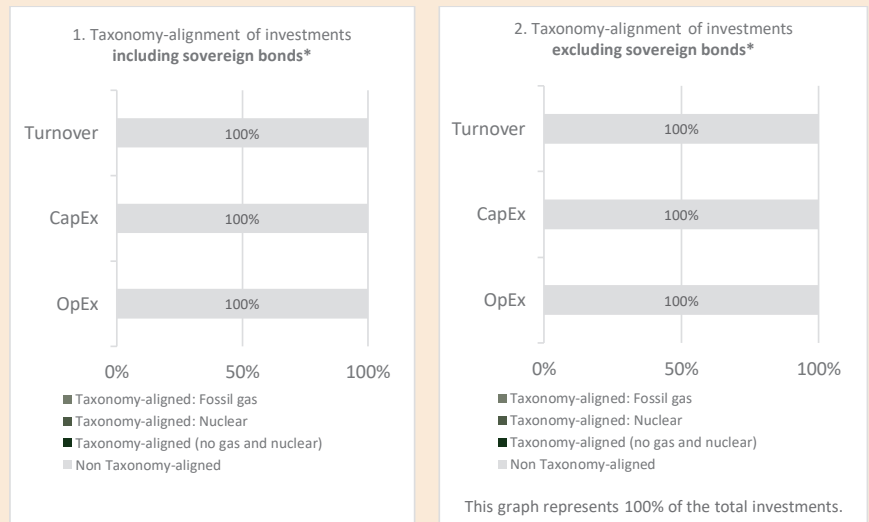 1. Taxonomy-alignment of investments
including sovereign bonds*
Turnover
100%
CapEx
100%
OpEx
100%
0%
50%
100%
Taxonomy-aligned: Fossil gas
Taxonomy-aligned: Nuclear
Taxonomy-aligned (no gas and nuclear)
Non Taxonomy-aligned
2. Taxonomy-alignment of investments
excluding sovereign bonds*
Turnover
100%
CapEx
100%
OpEx
100%
0%
50%
100%
Taxonomy-aligned: Fossil gas
Taxonomy-aligned: Nuclear
Taxonomy-aligned (no gas and nuclear)
Non Taxonomy-aligned
This graph represents 100% of the total investments.